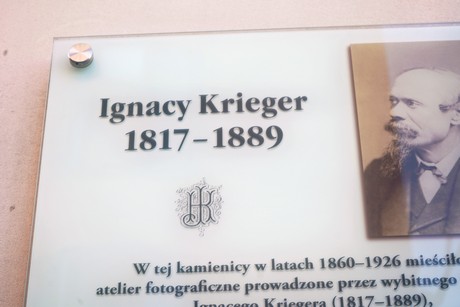 Ignacy Krieger
1817–1889
IK
W tej kamienicy w latach 1860–1926 mieściło
atelier fotograficzne prowadzone przez wybitnego
Ignacego Kriegera (1817–1889),